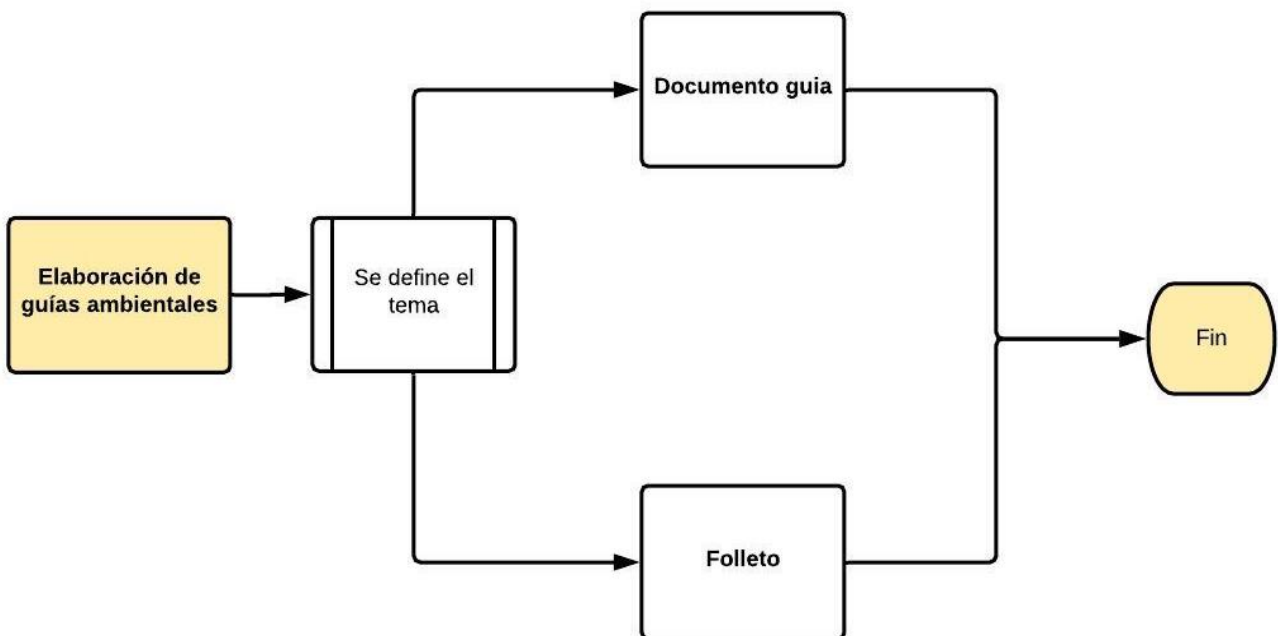 Documento guia
Elaboración de
guías ambientales
Se define el
tema
Fin
Folleto